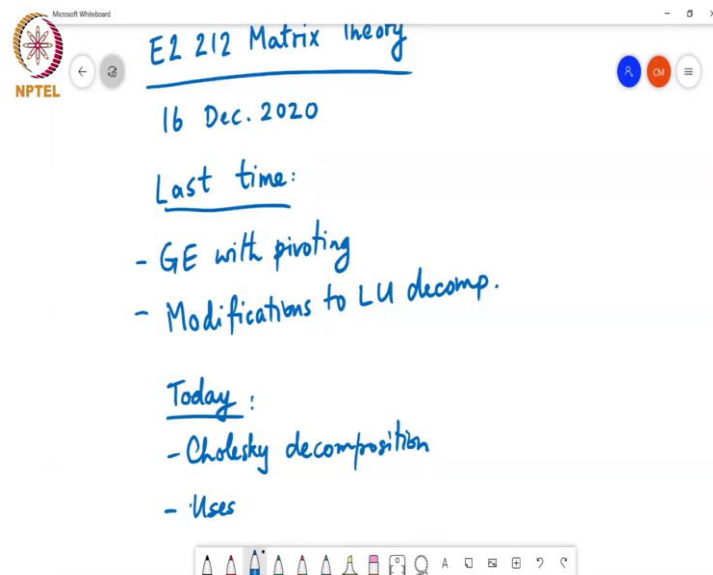 Microsoft Whiteboard
NPTEL
CM
E2 212 Matrix Theory
16 Dec. 2020
Last time:
- GE with pivoting
- Modifications to LU decomp.
Today:
- Cholesky decomposition
- Uses
A